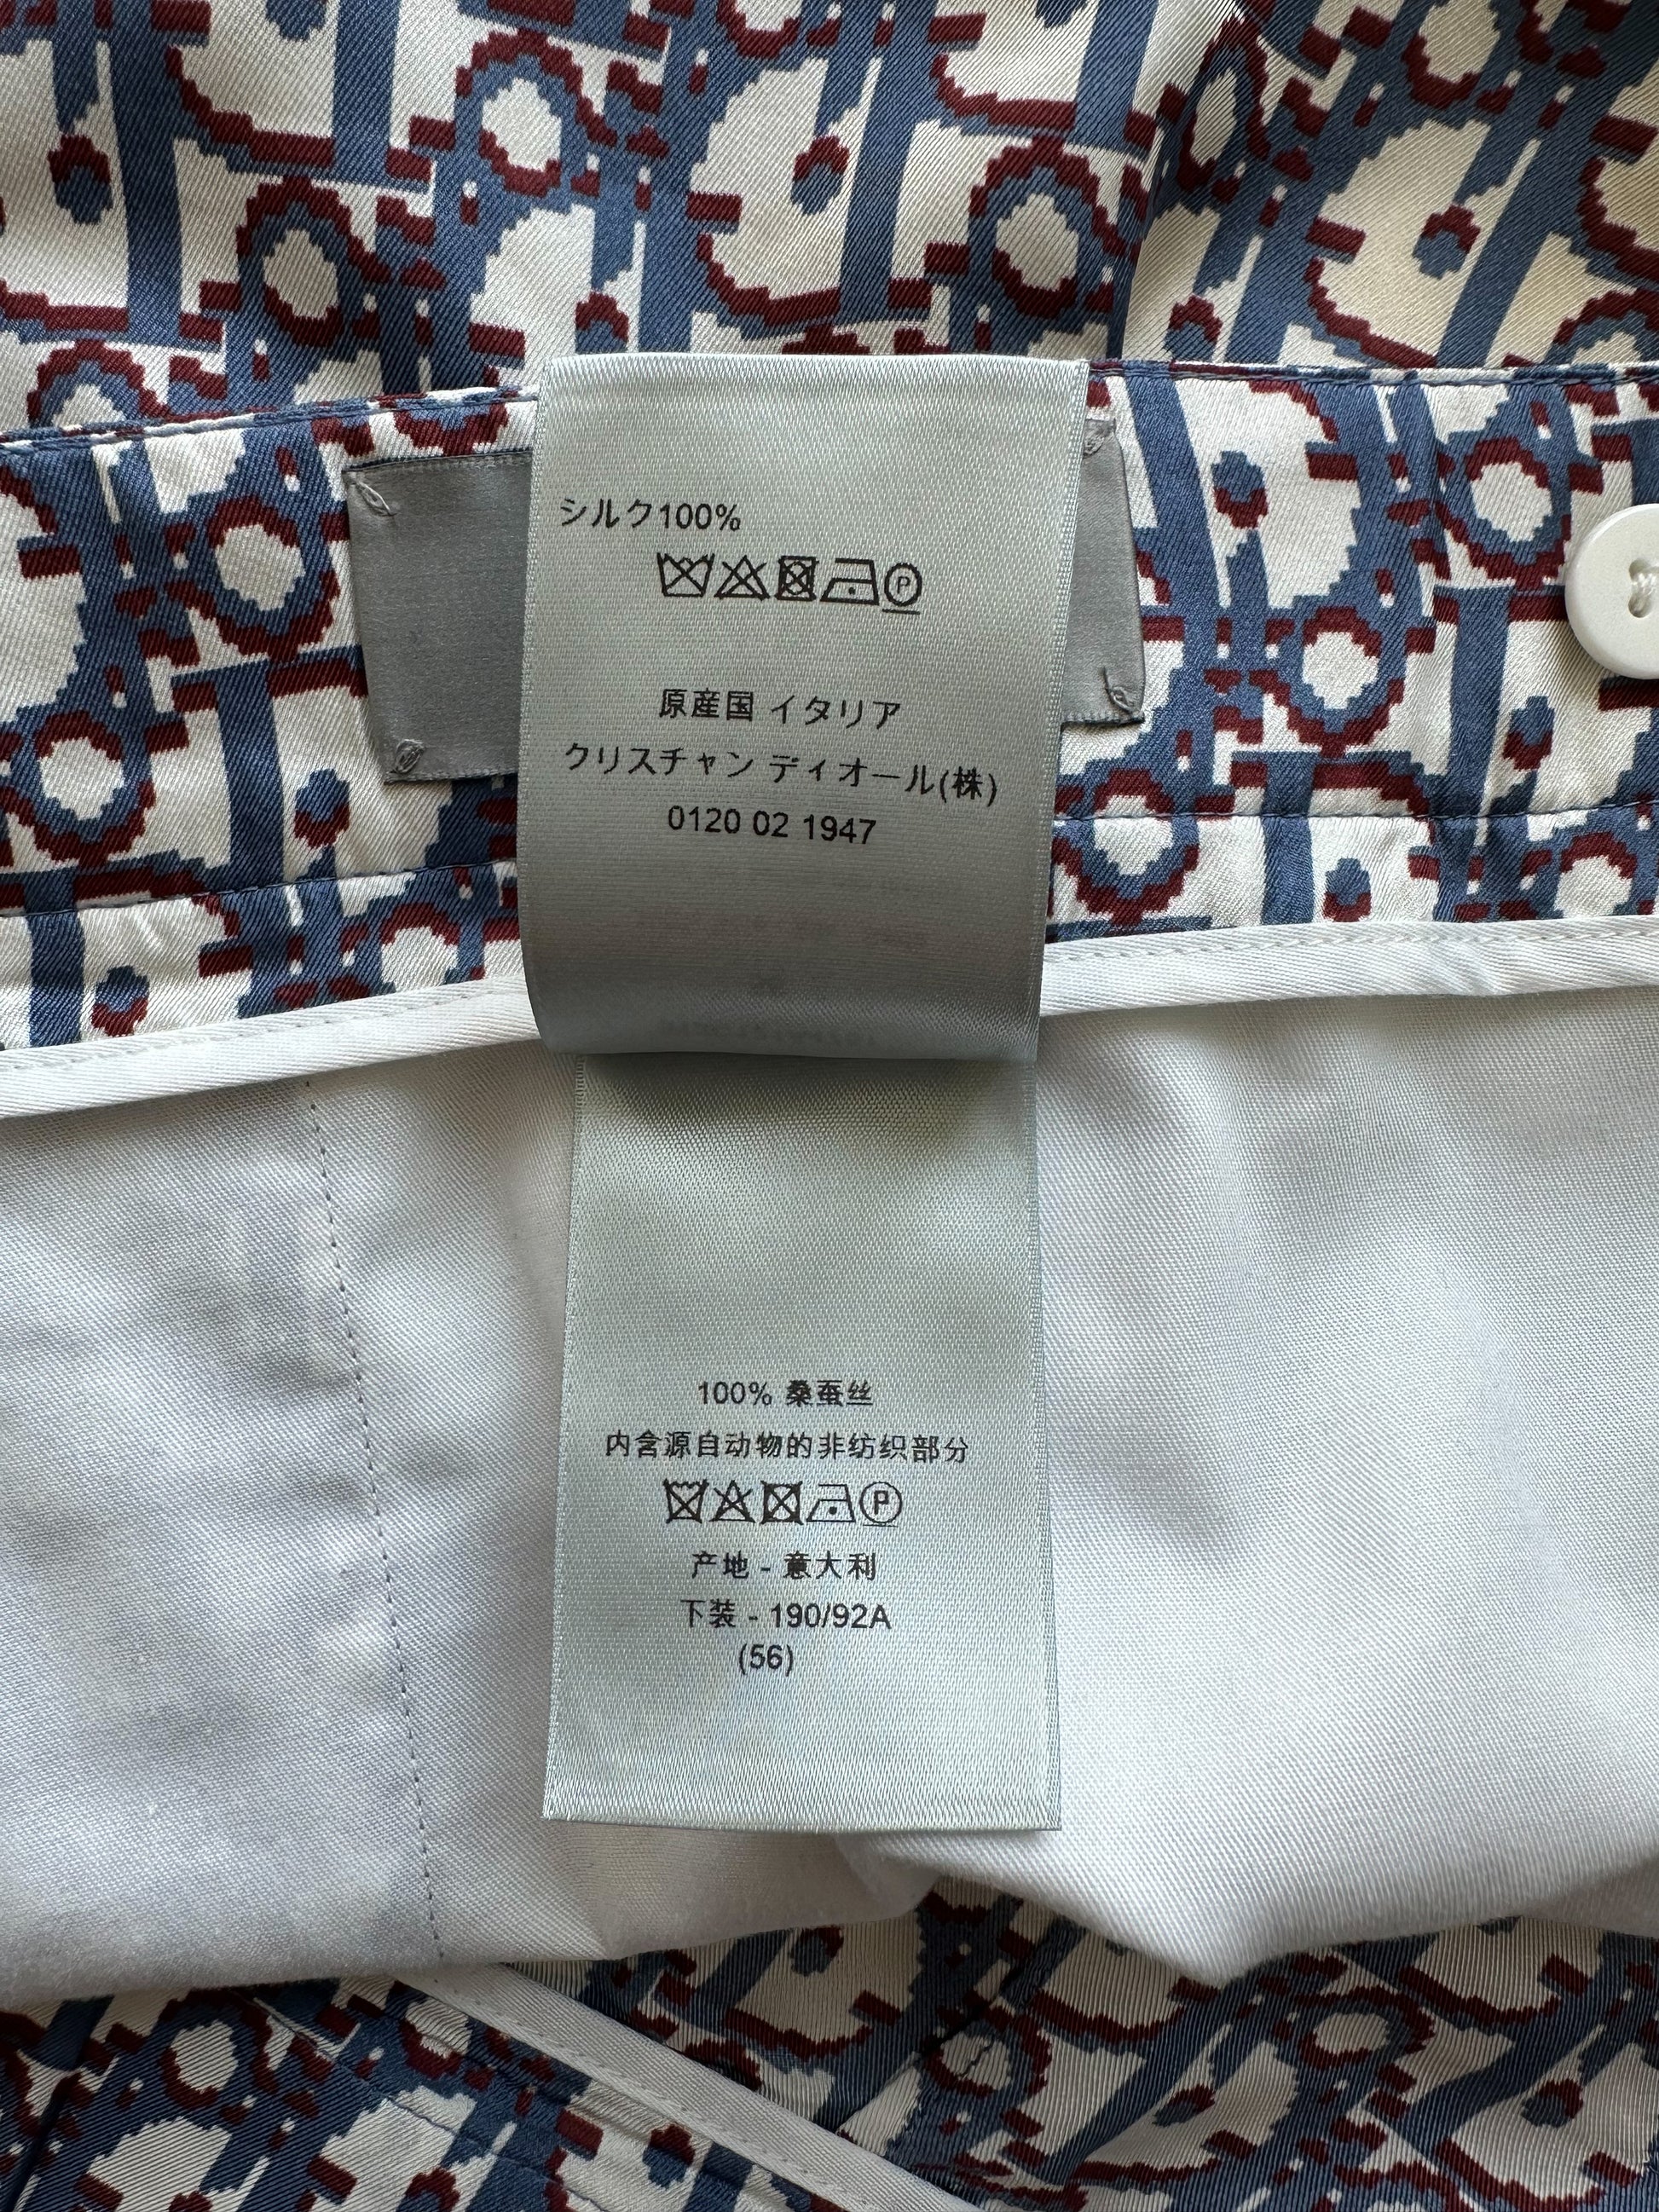 シルク100%
P
原産国 イタリア
クリスチャン ディオール(株)
0120 02 1947
100% 桑蚕丝
内含源自动物的非纺织部分
P
产地 - 意大利
下装 - 190/92A
(56)